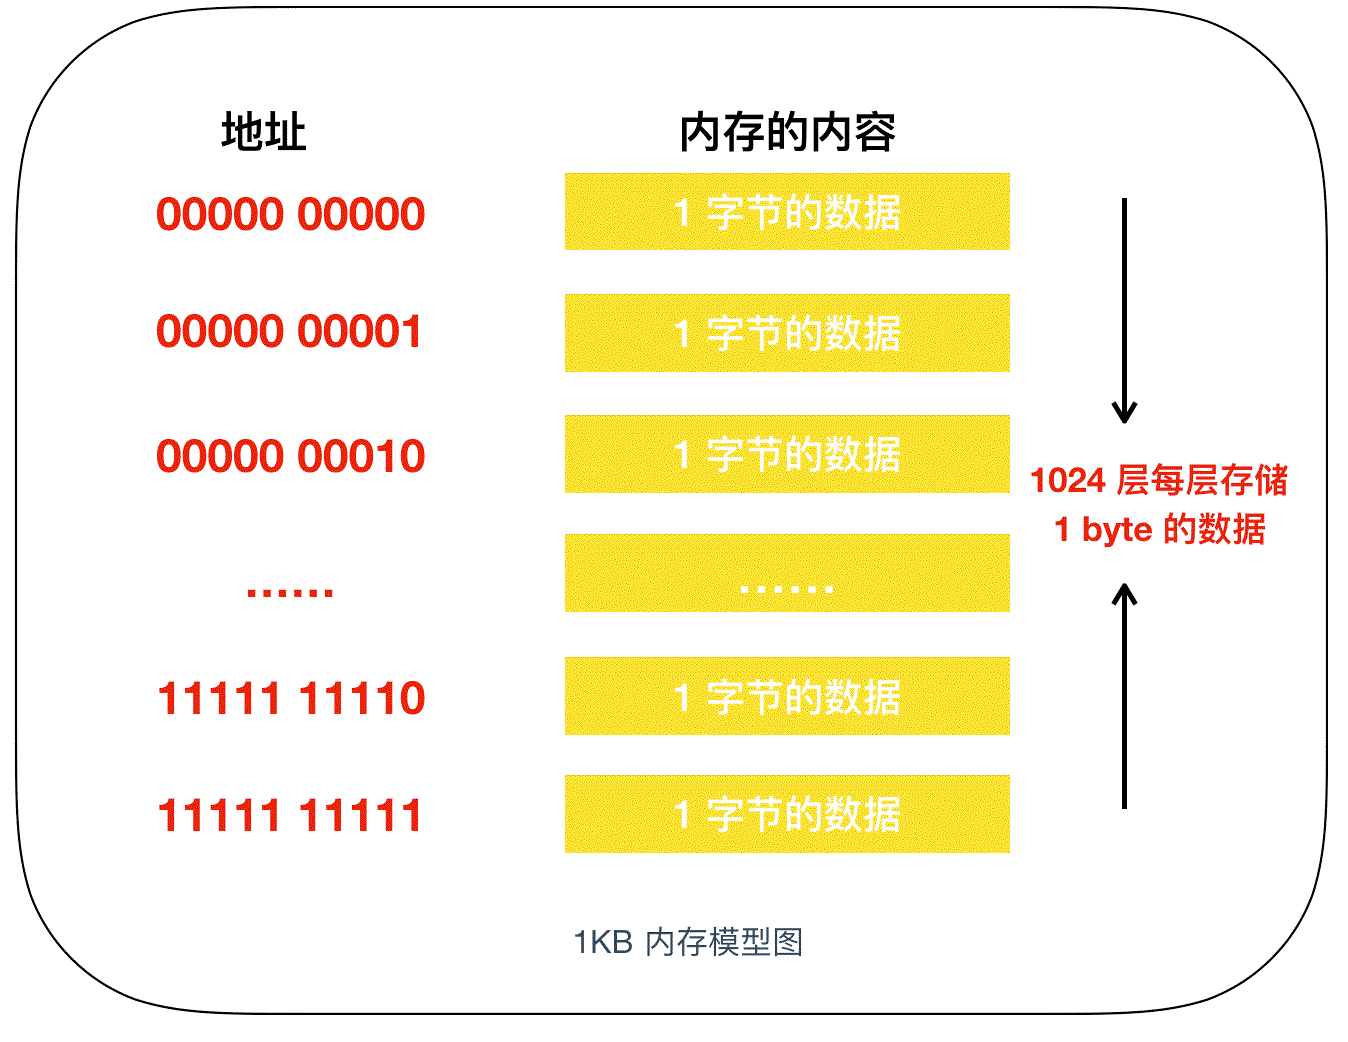 地址 内存的内容
00000 00000 1 字节的数据
00000 00001 1 字节的数据
00000 00010 1 字节的数据
1024 层每层存储
1 byte 的数据
...... ......
11111 11110 1 字节的数据
11111 11111 1 字节的数据
1KB 内存模型图